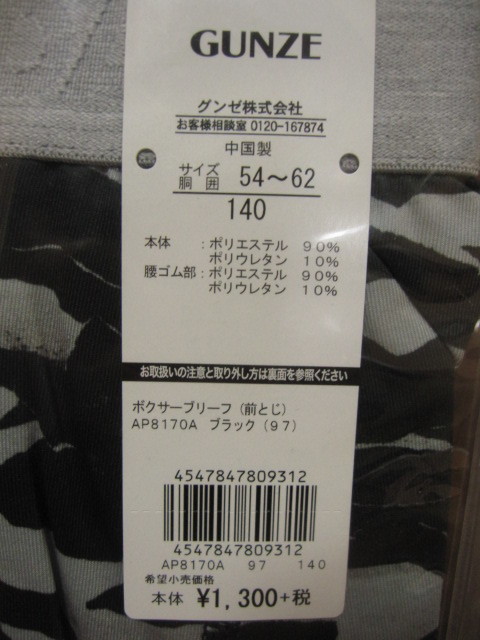 GUNZE
グンゼ株式会社
お客様相談室 0120-167874
中国製
サイズ
胴囲 54〜62
140
本体 :ポリエステル 90%
ポリウレタン 10%
腰ゴム部:ポリエステル 90%
ポリウレタン 10%
お取扱いの注意と取り外し方は裏面を参照ください
ボクサーブリーフ(前とじ)
AP8170A ブラック(97)
4547847809312
4547847809312
AP8170A 97 140
希望小売価格
本体 ¥1,300+税